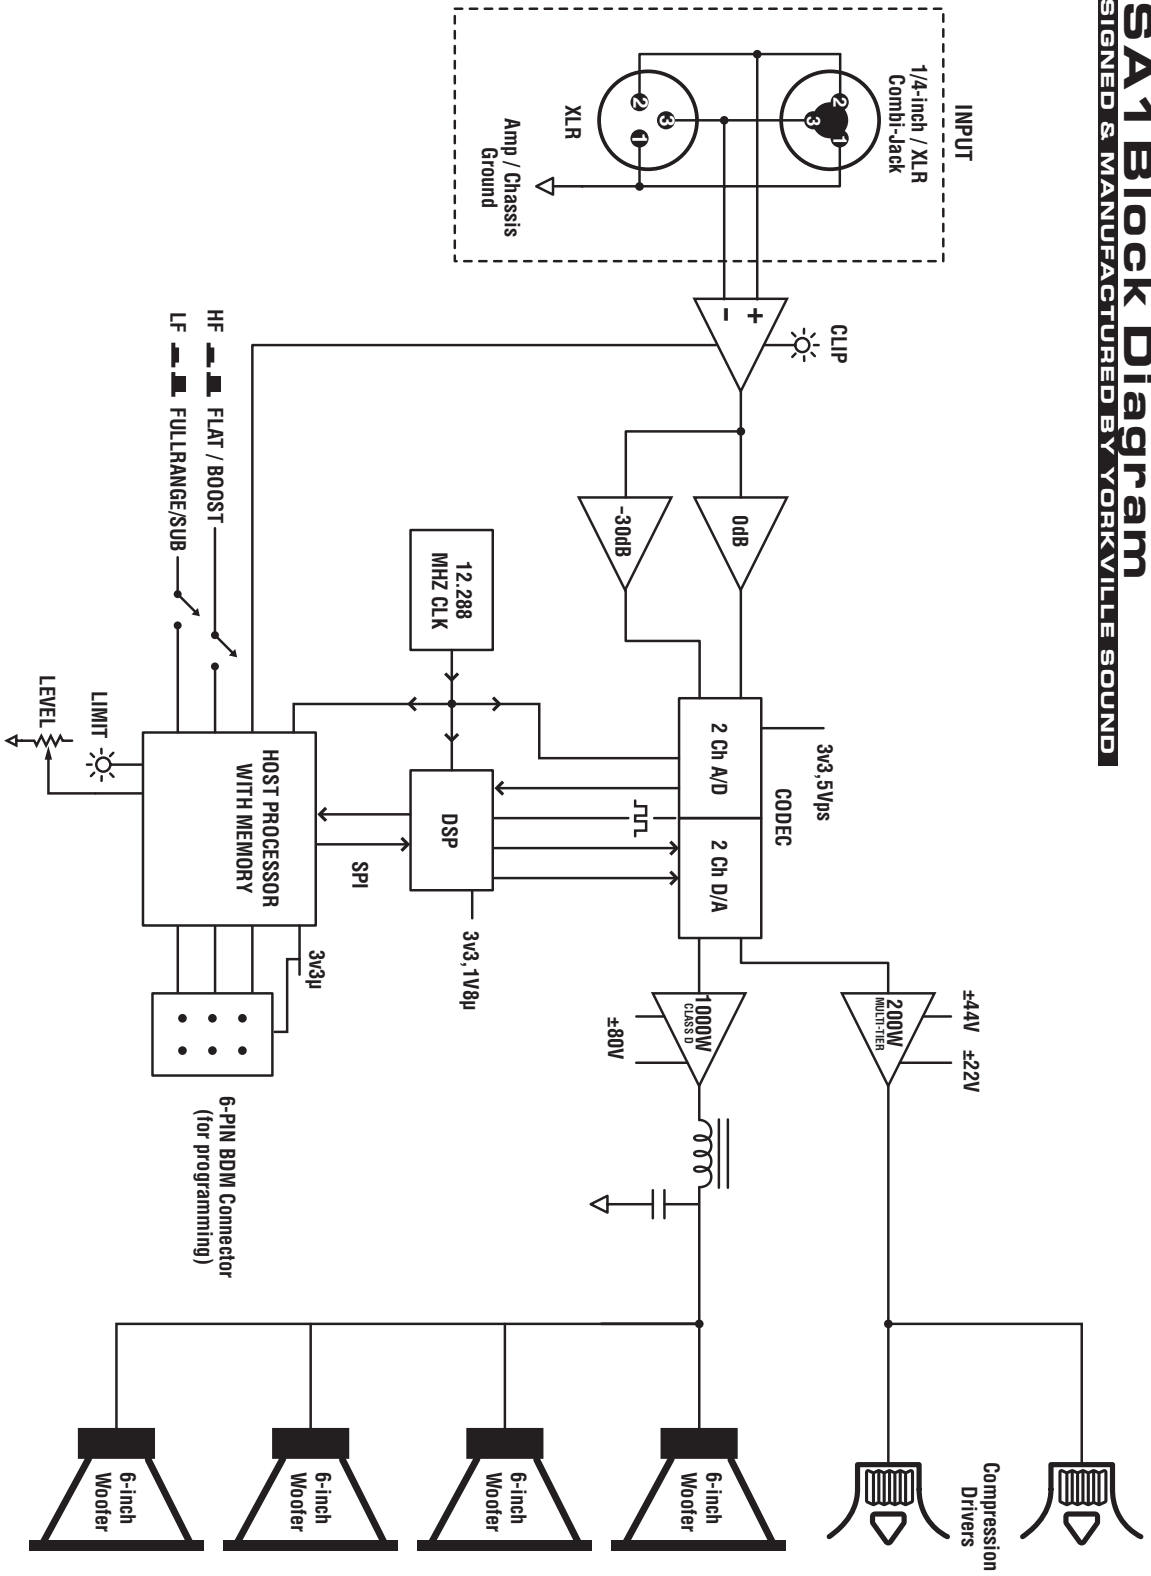 SA1 Block Diagram
SIGNED & MANUFACTURED BY YORKVILLE SOUND
INPUT
1/4-inch / XLR
Combi-Jack
2
3
1
XLR
2
3
1
Amp / Chassis
Ground
CLIP
+
-
0dB
-30dB
12.288
MHZ CLK
HF FLAT / BOOST
LF FULLRANGE/SUB
3v3,5Vps
CODEC
2 Ch A/D
2 Ch D/A
DSP
3v3,1V8µ
SPI
HOST PROCESSOR
WITH MEMORY
LIMIT
LEVEL
3v3µ
6-PIN BDM Connector
(for programming)
±44V
±22V
200W
MULTI-TIER
1000W
CLASS D
±80V
Compression
Drivers
6-inch
Woofer
6-inch
Woofer
6-inch
Woofer
6-inch
Woofer